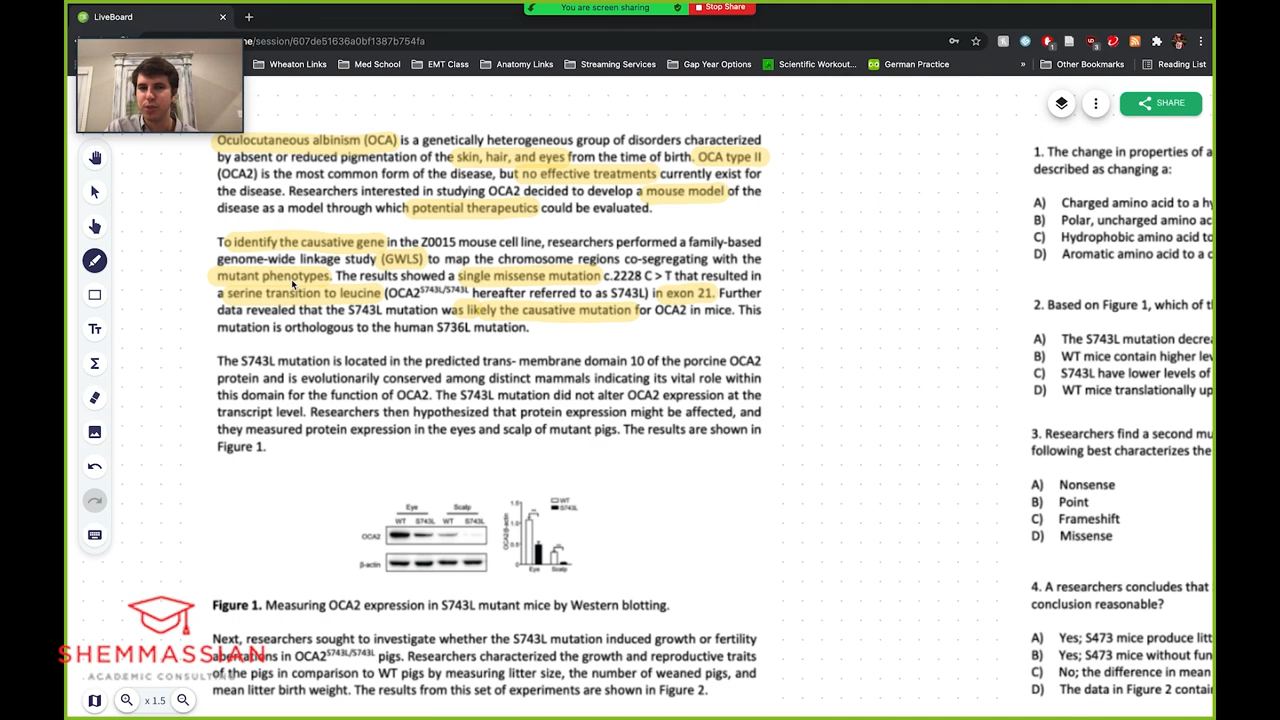 You are screen sharing
Stop Share
LiveBoard
ne/session/607de51636a0bf1387b754fa
Wheaton Links
Med School
EMT Class
Anatomy Links
Streaming Services
Gap Year Options
Scientific Workout...
German Practice
»
Other Bookmarks
Reading List
SHARE
Oculocutaneous albinism (OCA) is a genetically heterogeneous group of disorders characterized
by absent or reduced pigmentation of the skin, hair, and eyes from the time of birth. OCA type II
(OCA2) is the most common form of the disease, but no effective treatments currently exist for
the disease. Researchers interested in studying OCA2 decided to develop a mouse model of the
disease as a model through which potential therapeutics could be evaluated.
To identify the causative gene in the Z0015 mouse cell line, researchers performed a family-based
genome-wide linkage study (GWLS) to map the chromosome regions co-segregating with the
mutant phenotypes. The results showed a single missense mutation c.2228 C > T that resulted in
a serine transition to leucine (OCA2S743L/S743L hereafter referred to as S743L) in exon 21. Further
data revealed that the S743L mutation was likely the causative mutation for OCA2 in mice. This
mutation is orthologous to the human S736L mutation.
The S743L mutation is located in the predicted trans- membrane domain 10 of the porcine OCA2
protein and is evolutionarily conserved among distinct mammals indicating its vital role within
this domain for the function of OCA2. The S743L mutation did not alter OCA2 expression at the
transcript level. Researchers then hypothesized that protein expression might be affected, and
they measured protein expression in the eyes and scalp of mutant pigs. The results are shown in
Figure 1.
Eye Scalp
WT S743L WT S743L
OCA2
β-actin
OCA2/β-actin
1.5
1.0
0.5
0
WT
S743L
Eye Scalp
Figure 1. Measuring OCA2 expression in S743L mutant mice by Western blotting.
Next, researchers sought to investigate whether the S743L mutation induced growth or fertility
aberrations in OCA2S743L/S743L pigs. Researchers characterized the growth and reproductive traits
of the pigs in comparison to WT pigs by measuring litter size, the number of weaned pigs, and
mean litter birth weight. The results from this set of experiments are shown in Figure 2.
1. The change in properties of a
described as changing a:
A) Charged amino acid to a hy
B) Polar, uncharged amino ac
C) Hydrophobic amino acid to
D) Aromatic amino acid to a c
2. Based on Figure 1, which of t
A) The S743L mutation decrea
B) WT mice contain higher lev
C) S743L have lower levels of
D) WT mice translationally up
3. Researchers find a second mu
following best characterizes the
A) Nonsense
B) Point
C) Frameshift
D) Missense
4. A researchers concludes that
conclusion reasonable?
A) Yes; S473 mice produce litt
B) Yes; S473 mice without fun
C) No; the difference in mean
D) The data in Figure 2 contai
SHEMMASSIAN
ACADEMIC CONSULTING
x 1.5